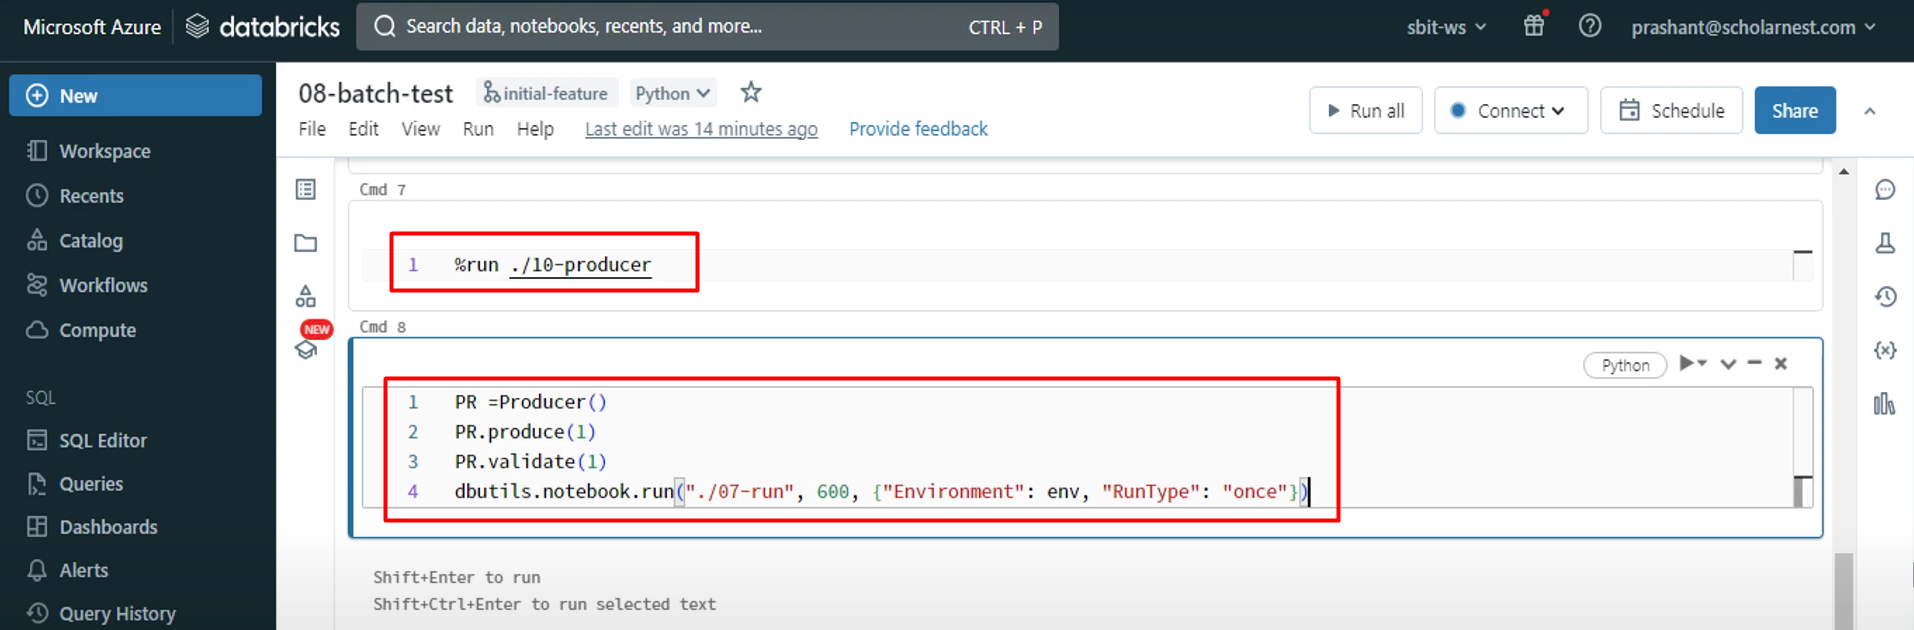 Microsoft Azure databricks Search data, notebooks, recents, and more... CTRL + P sbit-ws prashant@scholarnest.com
New
Workspace
Recents
Catalog
Workflows
Compute
SQL
SQL Editor
Queries
Dashboards
Alerts
Query History
08-batch-test initial-feature Python
File Edit View Run Help Last edit was 14 minutes ago Provide feedback
Run all Connect Schedule Share
NEW
Cmd 7
1 %run ./10-producer
Cmd 8
Python
1 PR =Producer()
2 PR.produce(1)
3 PR.validate(1)
4 dbutils.notebook.run("./07-run", 600, {"Environment": env, "RunType": "once"})
Shift+Enter to run
Shift+Ctrl+Enter to run selected text